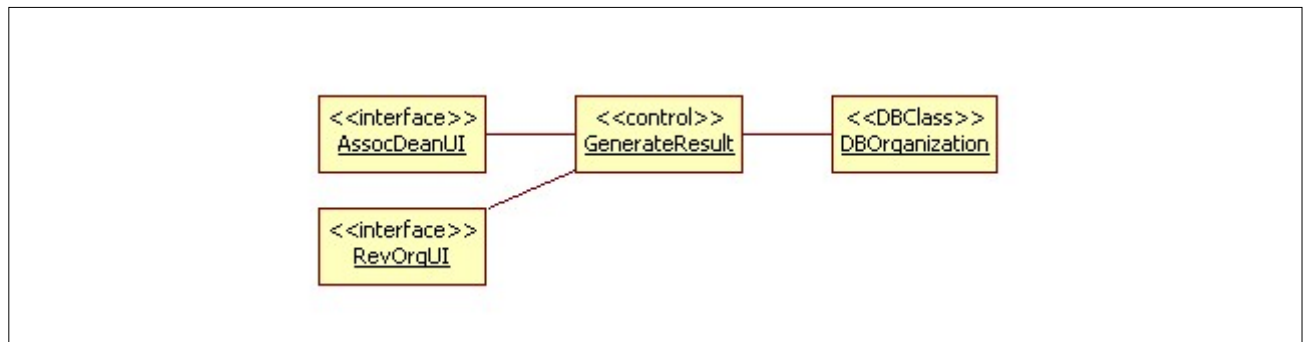 <<interface>>
AssocDeanUI
<<control>>
GenerateResult
<<DBClass>>
DBOrganization
<<interface>>
RevOrgUI